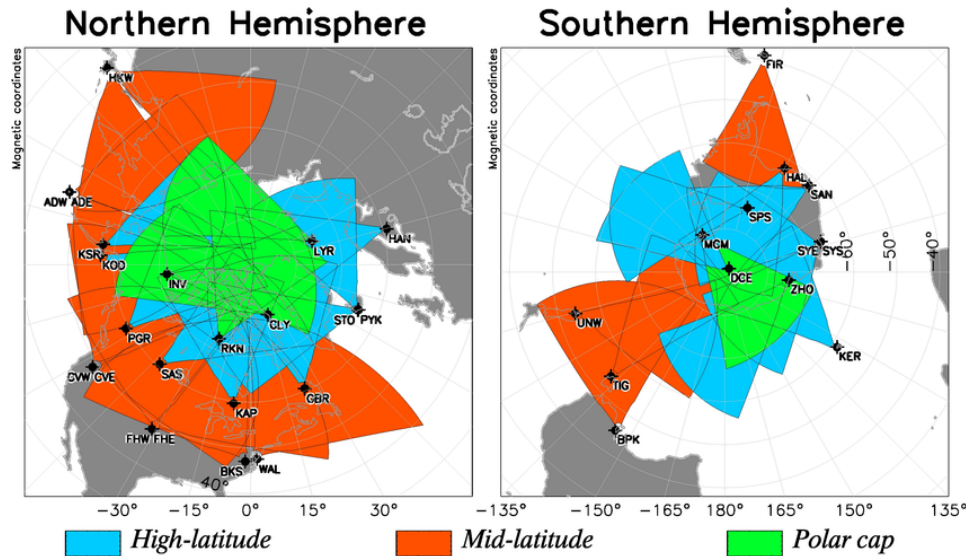 Northern Hemisphere
Southern Hemisphere
Magnetic coordinates
HKW
ADW ADE
KSR
KOD
INV
LYR
HAN
STO PYK
CLY
RKN
PGR
SAS
CVW CVE
KAP
GBR
FHW FHE
BKS
WAL
40°
-30°
-15°
0°
15°
30°
Magnetic coordinates
FIR
HAL
SAN
SPS
MCM
SYE SYS
DCE
ZHO
UNW
KER
TIG
BPK
-60°
-50°
-40°
-135°
-150°
-165°
180°
165°
150°
135°
High-latitude
Mid-latitude
Polar cap